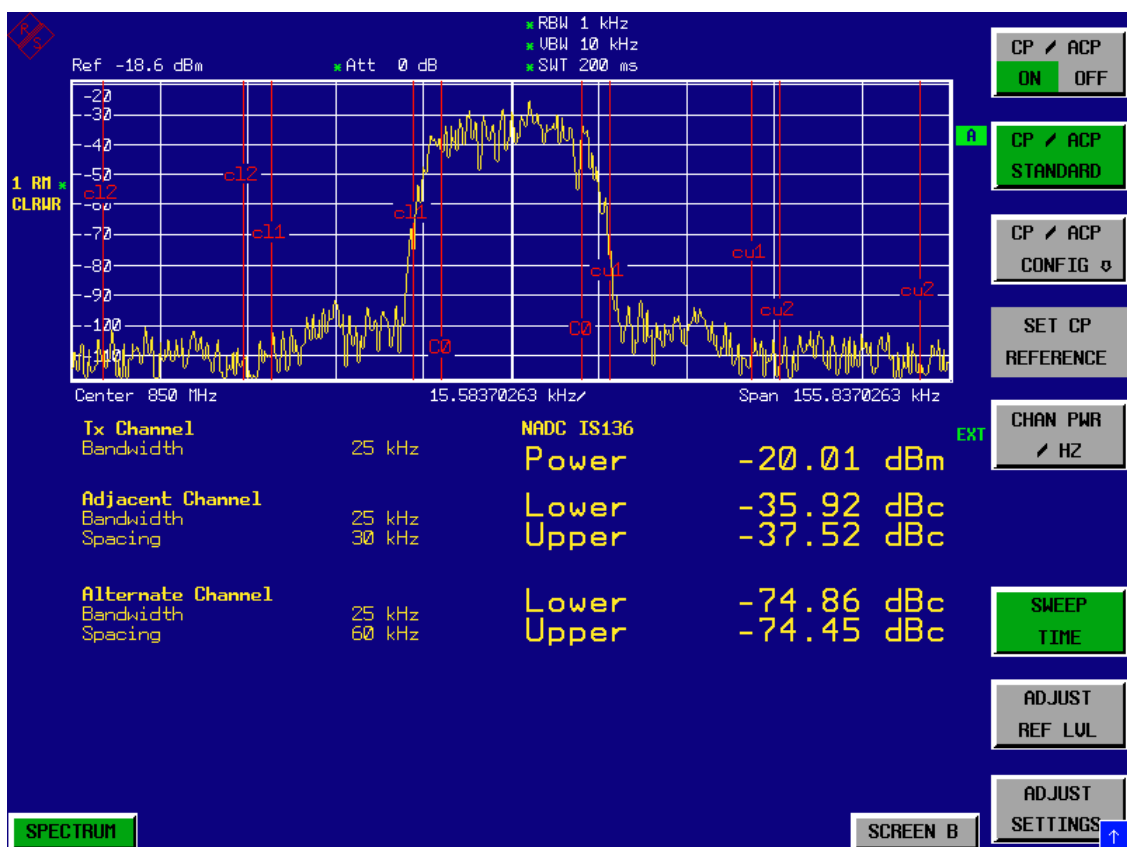 R
S
* RBW 1 kHz
* VBW 10 kHz
Ref -18.6 dBm * Att 0 dB * SWT 200 ms
-20
-30
-40
-50
-60
-70
-80
-90
-100
-110
1 RM *
CLRWR
A
cl2
cl2
cl1
cl1
C0
C0
cu1
cu1
cu2
cu2
Center 850 MHz 15.58370263 kHz/ Span 155.8370263 kHz
Tx Channel NADC IS136
EXT
Bandwidth 25 kHz Power -20.01 dBm
Adjacent Channel Lower -35.92 dBc
Bandwidth 25 kHz
Spacing 30 kHz Upper -37.52 dBc
Alternate Channel Lower -74.86 dBc
Bandwidth 25 kHz
Spacing 60 kHz Upper -74.45 dBc
CP / ACP
ON OFF
CP / ACP
STANDARD
CP / ACP
CONFIG
SET CP
REFERENCE
CHAN PWR
/ HZ
SWEEP
TIME
ADJUST
REF LVL
ADJUST
SETTINGS
SPECTRUM
SCREEN B